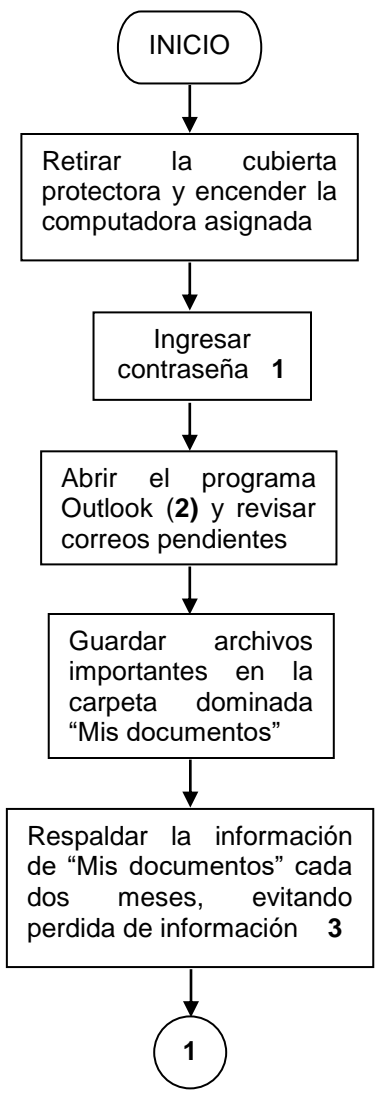 INICIO
Retirar la cubierta
protectora y encender la
computadora asignada
Ingresar
contraseña 1
Abrir el programa
Outlook (2) y revisar
correos pendientes
Guardar archivos
importantes en la
carpeta dominada
“Mis documentos”
Respaldar la información
de “Mis documentos” cada
dos meses, evitando
perdida de información 3
1